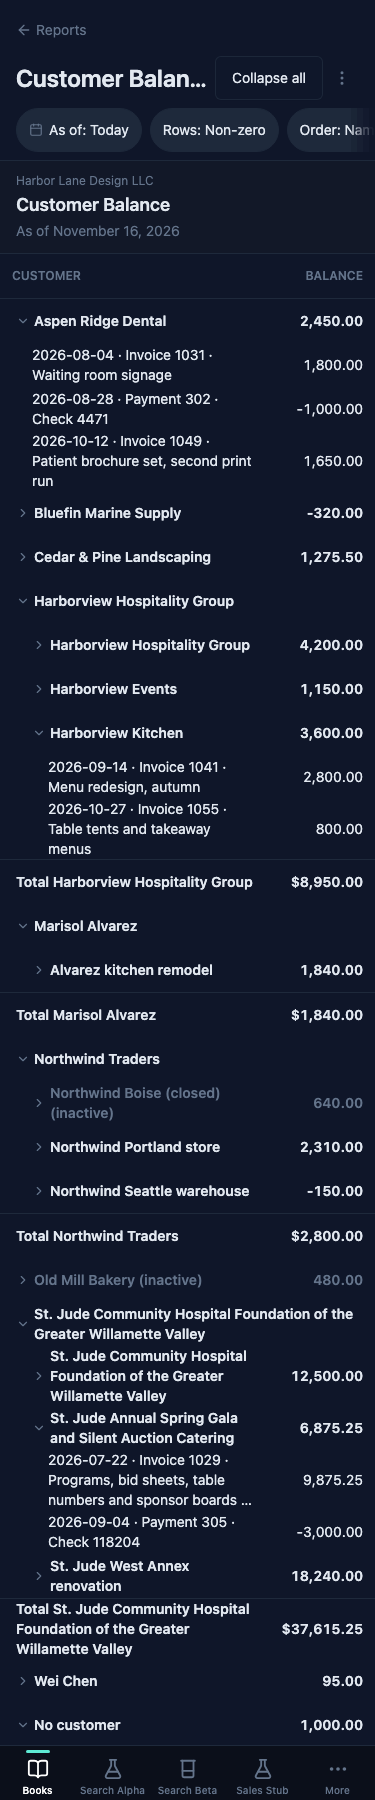 Reports
Customer Balan...
Collapse all
As of: Today
Rows: Non-zero
Order: Nam
Harbor Lane Design LLC
Customer Balance
As of November 16, 2026
CUSTOMER BALANCE
Aspen Ridge Dental 2,450.00
2026-08-04 · Invoice 1031 ·
Waiting room signage 1,800.00
2026-08-28 · Payment 302 ·
Check 4471 -1,000.00
2026-10-12 · Invoice 1049 ·
Patient brochure set, second print 1,650.00
run
Bluefin Marine Supply -320.00
Cedar & Pine Landscaping 1,275.50
Harborview Hospitality Group
Harborview Hospitality Group 4,200.00
Harborview Events 1,150.00
Harborview Kitchen 3,600.00
2026-09-14 · Invoice 1041 ·
Menu redesign, autumn 2,800.00
2026-10-27 · Invoice 1055 ·
Table tents and takeaway 800.00
menus
Total Harborview Hospitality Group $8,950.00
Marisol Alvarez
Alvarez kitchen remodel 1,840.00
Total Marisol Alvarez $1,840.00
Northwind Traders
Northwind Boise (closed)
(inactive) 640.00
Northwind Portland store 2,310.00
Northwind Seattle warehouse -150.00
Total Northwind Traders $2,800.00
Old Mill Bakery (inactive) 480.00
St. Jude Community Hospital Foundation of the
Greater Willamette Valley
St. Jude Community Hospital
Foundation of the Greater 12,500.00
Willamette Valley
St. Jude Annual Spring Gala
and Silent Auction Catering 6,875.25
2026-07-22 · Invoice 1029 ·
Programs, bid sheets, table 9,875.25
numbers and sponsor boards ...
2026-09-04 · Payment 305 ·
Check 118204 -3,000.00
St. Jude West Annex
renovation 18,240.00
Total St. Jude Community Hospital
Foundation of the Greater $37,615.25
Willamette Valley
Wei Chen 95.00
No customer 1,000.00
Books
Search Alpha
Search Beta
Sales Stub
More